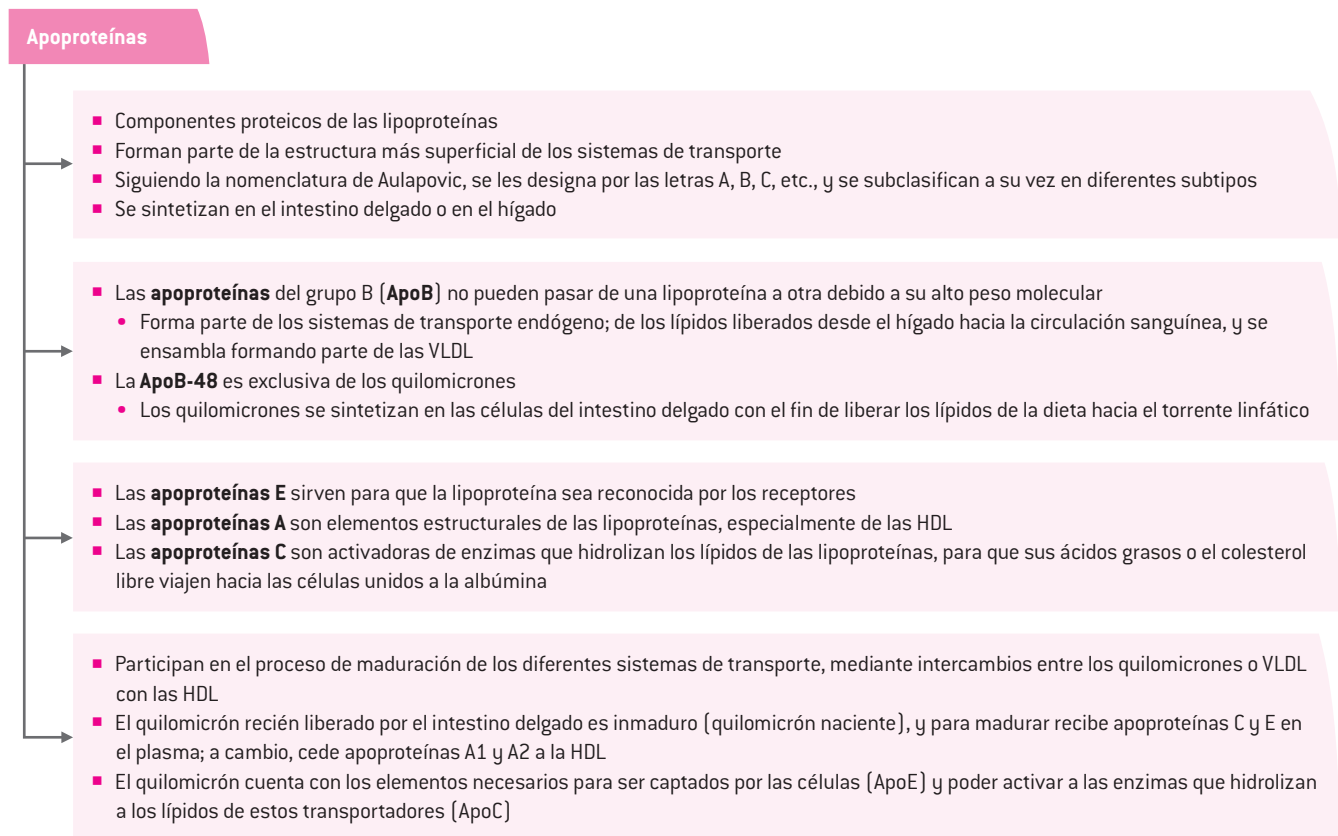 Apoproteínas
■ Componentes proteicos de las lipoproteínas
■ Forman parte de la estructura más superficial de los sistemas de transporte
■ Siguiendo la nomenclatura de Aulapovic, se les designa por las letras A, B, C, etc., y se subclasifican a su vez en diferentes subtipos
■ Se sintetizan en el intestino delgado o en el hígado
■ Las apoproteínas del grupo B (ApoB) no pueden pasar de una lipoproteína a otra debido a su alto peso molecular
• Forma parte de los sistemas de transporte endógeno; de los lípidos liberados desde el hígado hacia la circulación sanguínea, y se
ensambla formando parte de las VLDL
■ La ApoB-48 es exclusiva de los quilomicrones
• Los quilomicrones se sintetizan en las células del intestino delgado con el fin de liberar los lípidos de la dieta hacia el torrente linfático
■ Las apoproteínas E sirven para que la lipoproteína sea reconocida por los receptores
■ Las apoproteínas A son elementos estructurales de las lipoproteínas, especialmente de las HDL
■ Las apoproteínas C son activadoras de enzimas que hidrolizan los lípidos de las lipoproteínas, para que sus ácidos grasos o el colesterol
libre viajen hacia las células unidos a la albúmina
■ Participan en el proceso de maduración de los diferentes sistemas de transporte, mediante intercambios entre los quilomicrones o VLDL
con las HDL
■ El quilomicrón recién liberado por el intestino delgado es inmaduro (quilomicrón naciente), y para madurar recibe apoproteínas C y E en
el plasma; a cambio, cede apoproteínas A1 y A2 a la HDL
■ El quilomicrón cuenta con los elementos necesarios para ser captados por las células (ApoE) y poder activar a las enzimas que hidrolizan
a los lípidos de estos transportadores (ApoC)